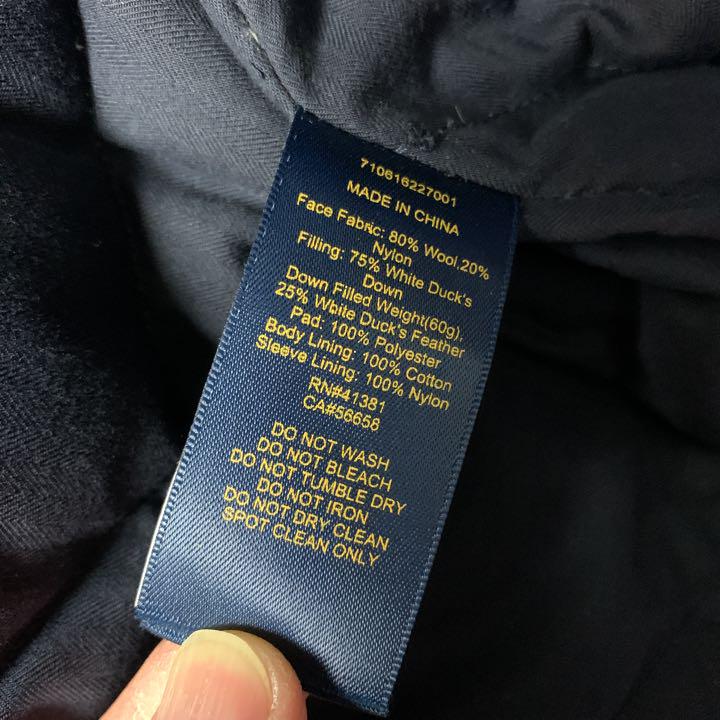 710616227001
MADE IN CHINA
Face Fabric: 80% Wool,20%
Nylon
Filling: 75% White Duck's
Down
Down Filled Weight(60g),
25% White Duck's Feather
Pad: 100% Polyester
Body Lining: 100% Cotton
Sleeve Lining: 100% Nylon
RN#41381
CA#56658
DO NOT WASH
DO NOT BLEACH
DO NOT TUMBLE DRY
DO NOT IRON
DO NOT DRY CLEAN
SPOT CLEAN ONLY